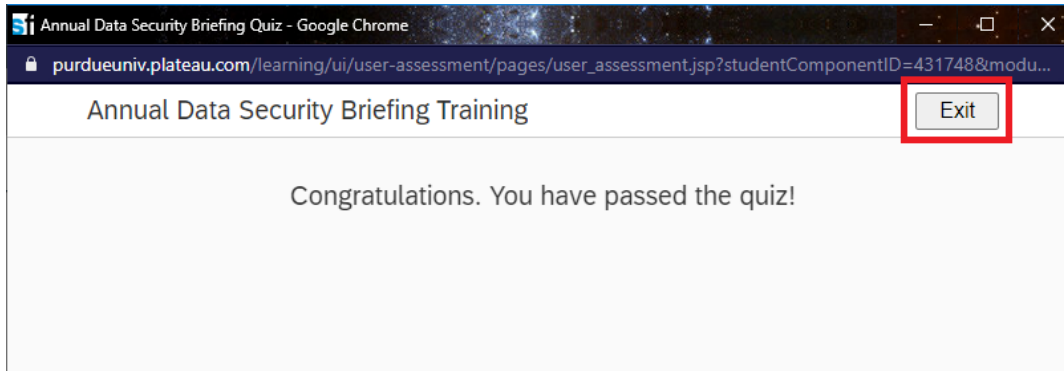 Annual Data Security Briefing Quiz - Google Chrome
purdueuniv.plateau.com/learning/ui/user-assessment/pages/user_assessment.jsp?studentComponentID=431748&modu...
Annual Data Security Briefing Training
Exit
Congratulations. You have passed the quiz!